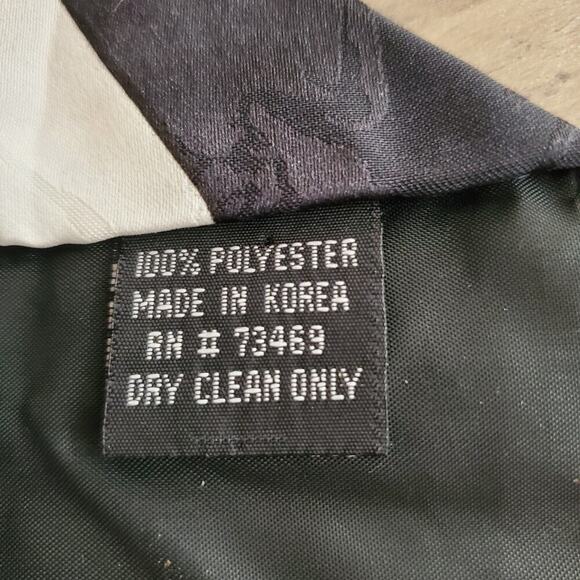 100% POLYESTER
MADE IN KOREA
RN # 73469
DRY CLEAN ONLY